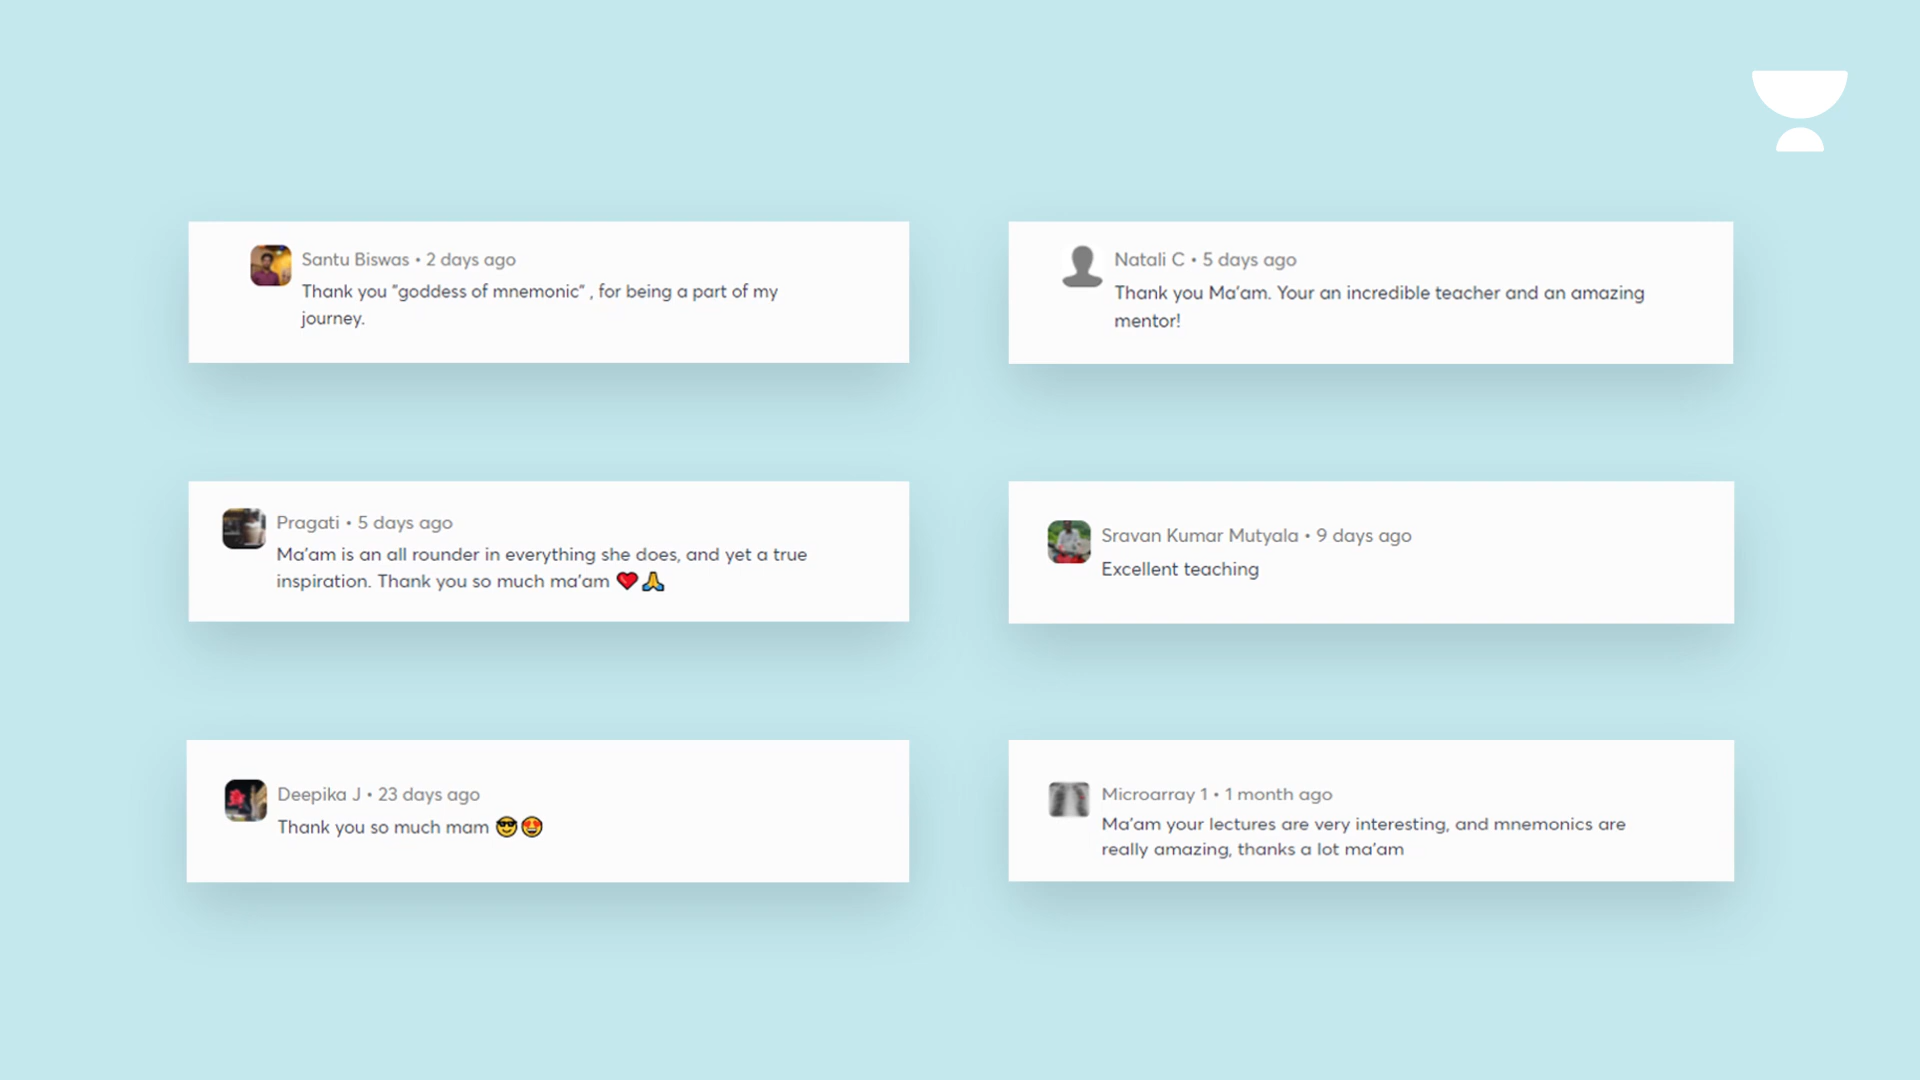 Santu Biswas • 2 days ago
Thank you "goddess of mnemonic" , for being a part of my
journey.
Natali C • 5 days ago
Thank you Ma'am. Your an incredible teacher and an amazing
mentor!
Pragati • 5 days ago
Ma'am is an all rounder in everything she does, and yet a true
inspiration. Thank you so much ma'am ❤️🙏
Sravan Kumar Mutyala • 9 days ago
Excellent teaching
Deepika J • 23 days ago
Thank you so much mam 😎😍
Microarray 1 • 1 month ago
Ma'am your lectures are very interesting, and mnemonics are
really amazing, thanks a lot ma'am